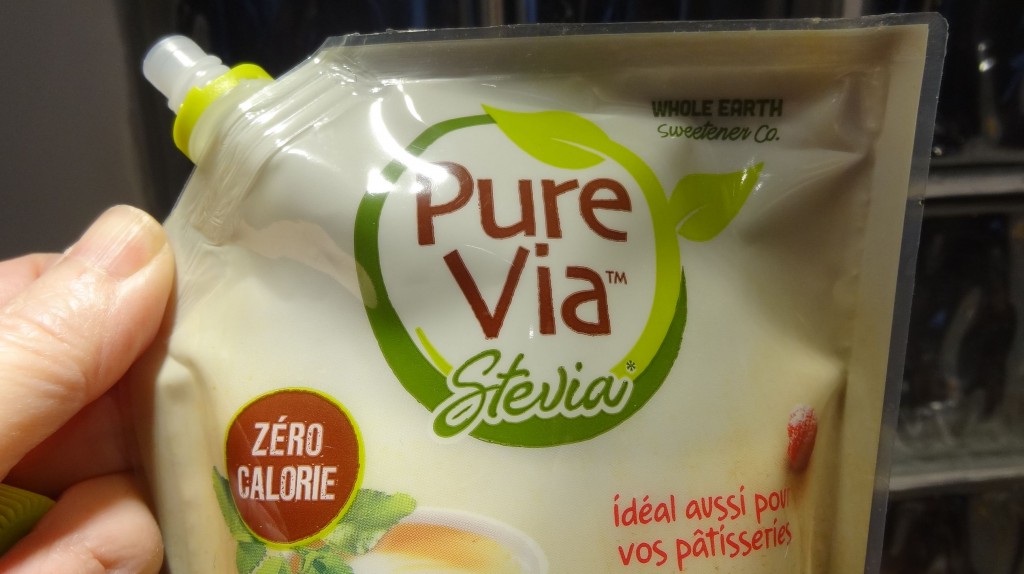 WHOLE EARTH
Sweetener Co.
Pure
Via™
Stevia*
ZÉRO
CALORIE
idéal aussi pour
vos pâtisseries